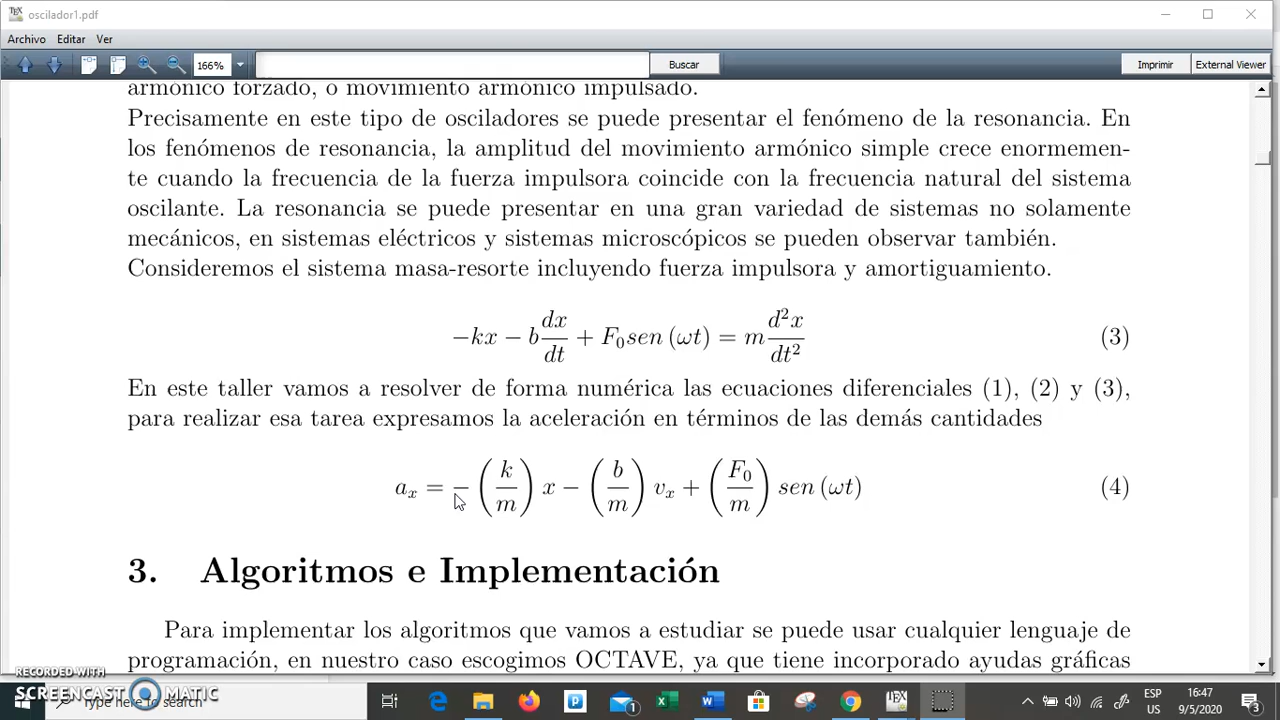 oscilador1.pdf
Archivo Editar Ver
166% Buscar Imprimir External Viewer
armónico forzado, o movimiento armónico impulsado.
Precisamente en este tipo de osciladores se puede presentar el fenómeno de la resonancia. En
los fenómenos de resonancia, la amplitud del movimiento armónico simple crece enormemen-
te cuando la frecuencia de la fuerza impulsora coincide con la frecuencia natural del sistema
oscilante. La resonancia se puede presentar en una gran variedad de sistemas no solamente
mecánicos, en sistemas eléctricos y sistemas microscópicos se pueden observar también.
Consideremos el sistema masa-resorte incluyendo fuerza impulsora y amortiguamiento.
−kx − b dx/dt + F₀sen (ωt) = m d²x/dt² (3)
En este taller vamos a resolver de forma numérica las ecuaciones diferenciales (1), (2) y (3),
para realizar esa tarea expresamos la aceleración en términos de las demás cantidades
aₓ = − (k/m) x − (b/m) vₓ + (F₀/m) sen (ωt) (4)
3. Algoritmos e Implementación
Para implementar los algoritmos que vamos a estudiar se puede usar cualquier lenguaje de
programación, en nuestro caso escogimos OCTAVE, ya que tiene incorporado ayudas gráficas
RECORDED WITH
SCREENCAST MATIC
Type here to search
ESP
US
16:47
9/5/2020